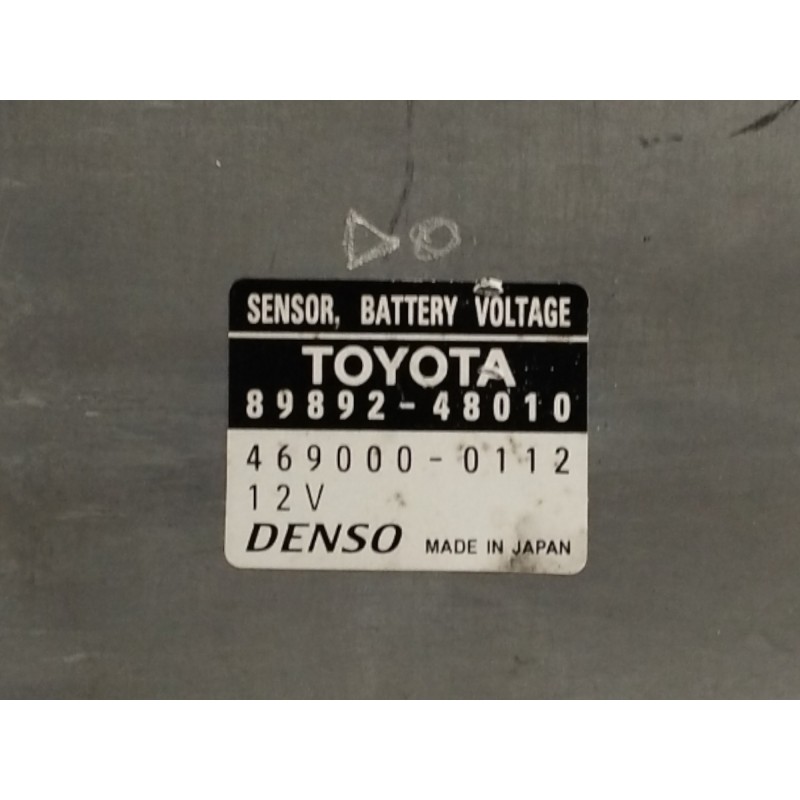 SENSOR, BATTERY VOLTAGE
TOYOTA
89892-48010
469000-0112
12V
DENSO MADE IN JAPAN